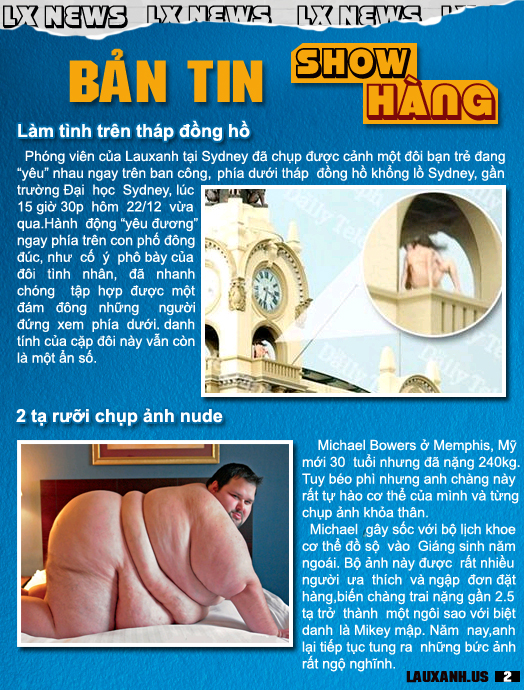 LX NEWS LX NEWS LX NEWS LX NEWS
BẢN TIN
SHOW
HÀNG
Làm tình trên tháp đồng hồ
Phóng viên của Lauxanh tại Sydney đã chụp được cảnh một đôi bạn trẻ đang
“yêu” nhau ngay trên ban công, phía dưới tháp đồng hồ khổng lồ Sydney, gần
trường Đại học Sydney, lúc
15 giờ 30p hôm 22/12 vừa
qua.Hành động “yêu đương”
ngay phía trên con phố đông
đúc, như cố ý phô bày của
đôi tình nhân, đã nhanh
chóng tập hợp được một
đám đông những người
đứng xem phía dưới. danh
tính của cặp đôi này vẫn còn
là một ẩn số.
2 tạ rưỡi chụp ảnh nude
Michael Bowers ở Memphis, Mỹ
mới 30 tuổi nhưng đã nặng 240kg.
Tuy béo phì nhưng anh chàng này
rất tự hào cơ thể của mình và từng
chụp ảnh khỏa thân.
Michael gây sốc với bộ lịch khoe
cơ thể đồ sộ vào Giáng sinh năm
ngoái. Bộ ảnh này được rất nhiều
người ưa thích và ngập đơn đặt
hàng,biến chàng trai nặng gần 2.5
tạ trở thành một ngôi sao với biệt
danh là Mikey mập. Năm nay,anh
lại tiếp tục tung ra những bức ảnh
rất ngộ nghĩnh.
LAUXANH.US 2